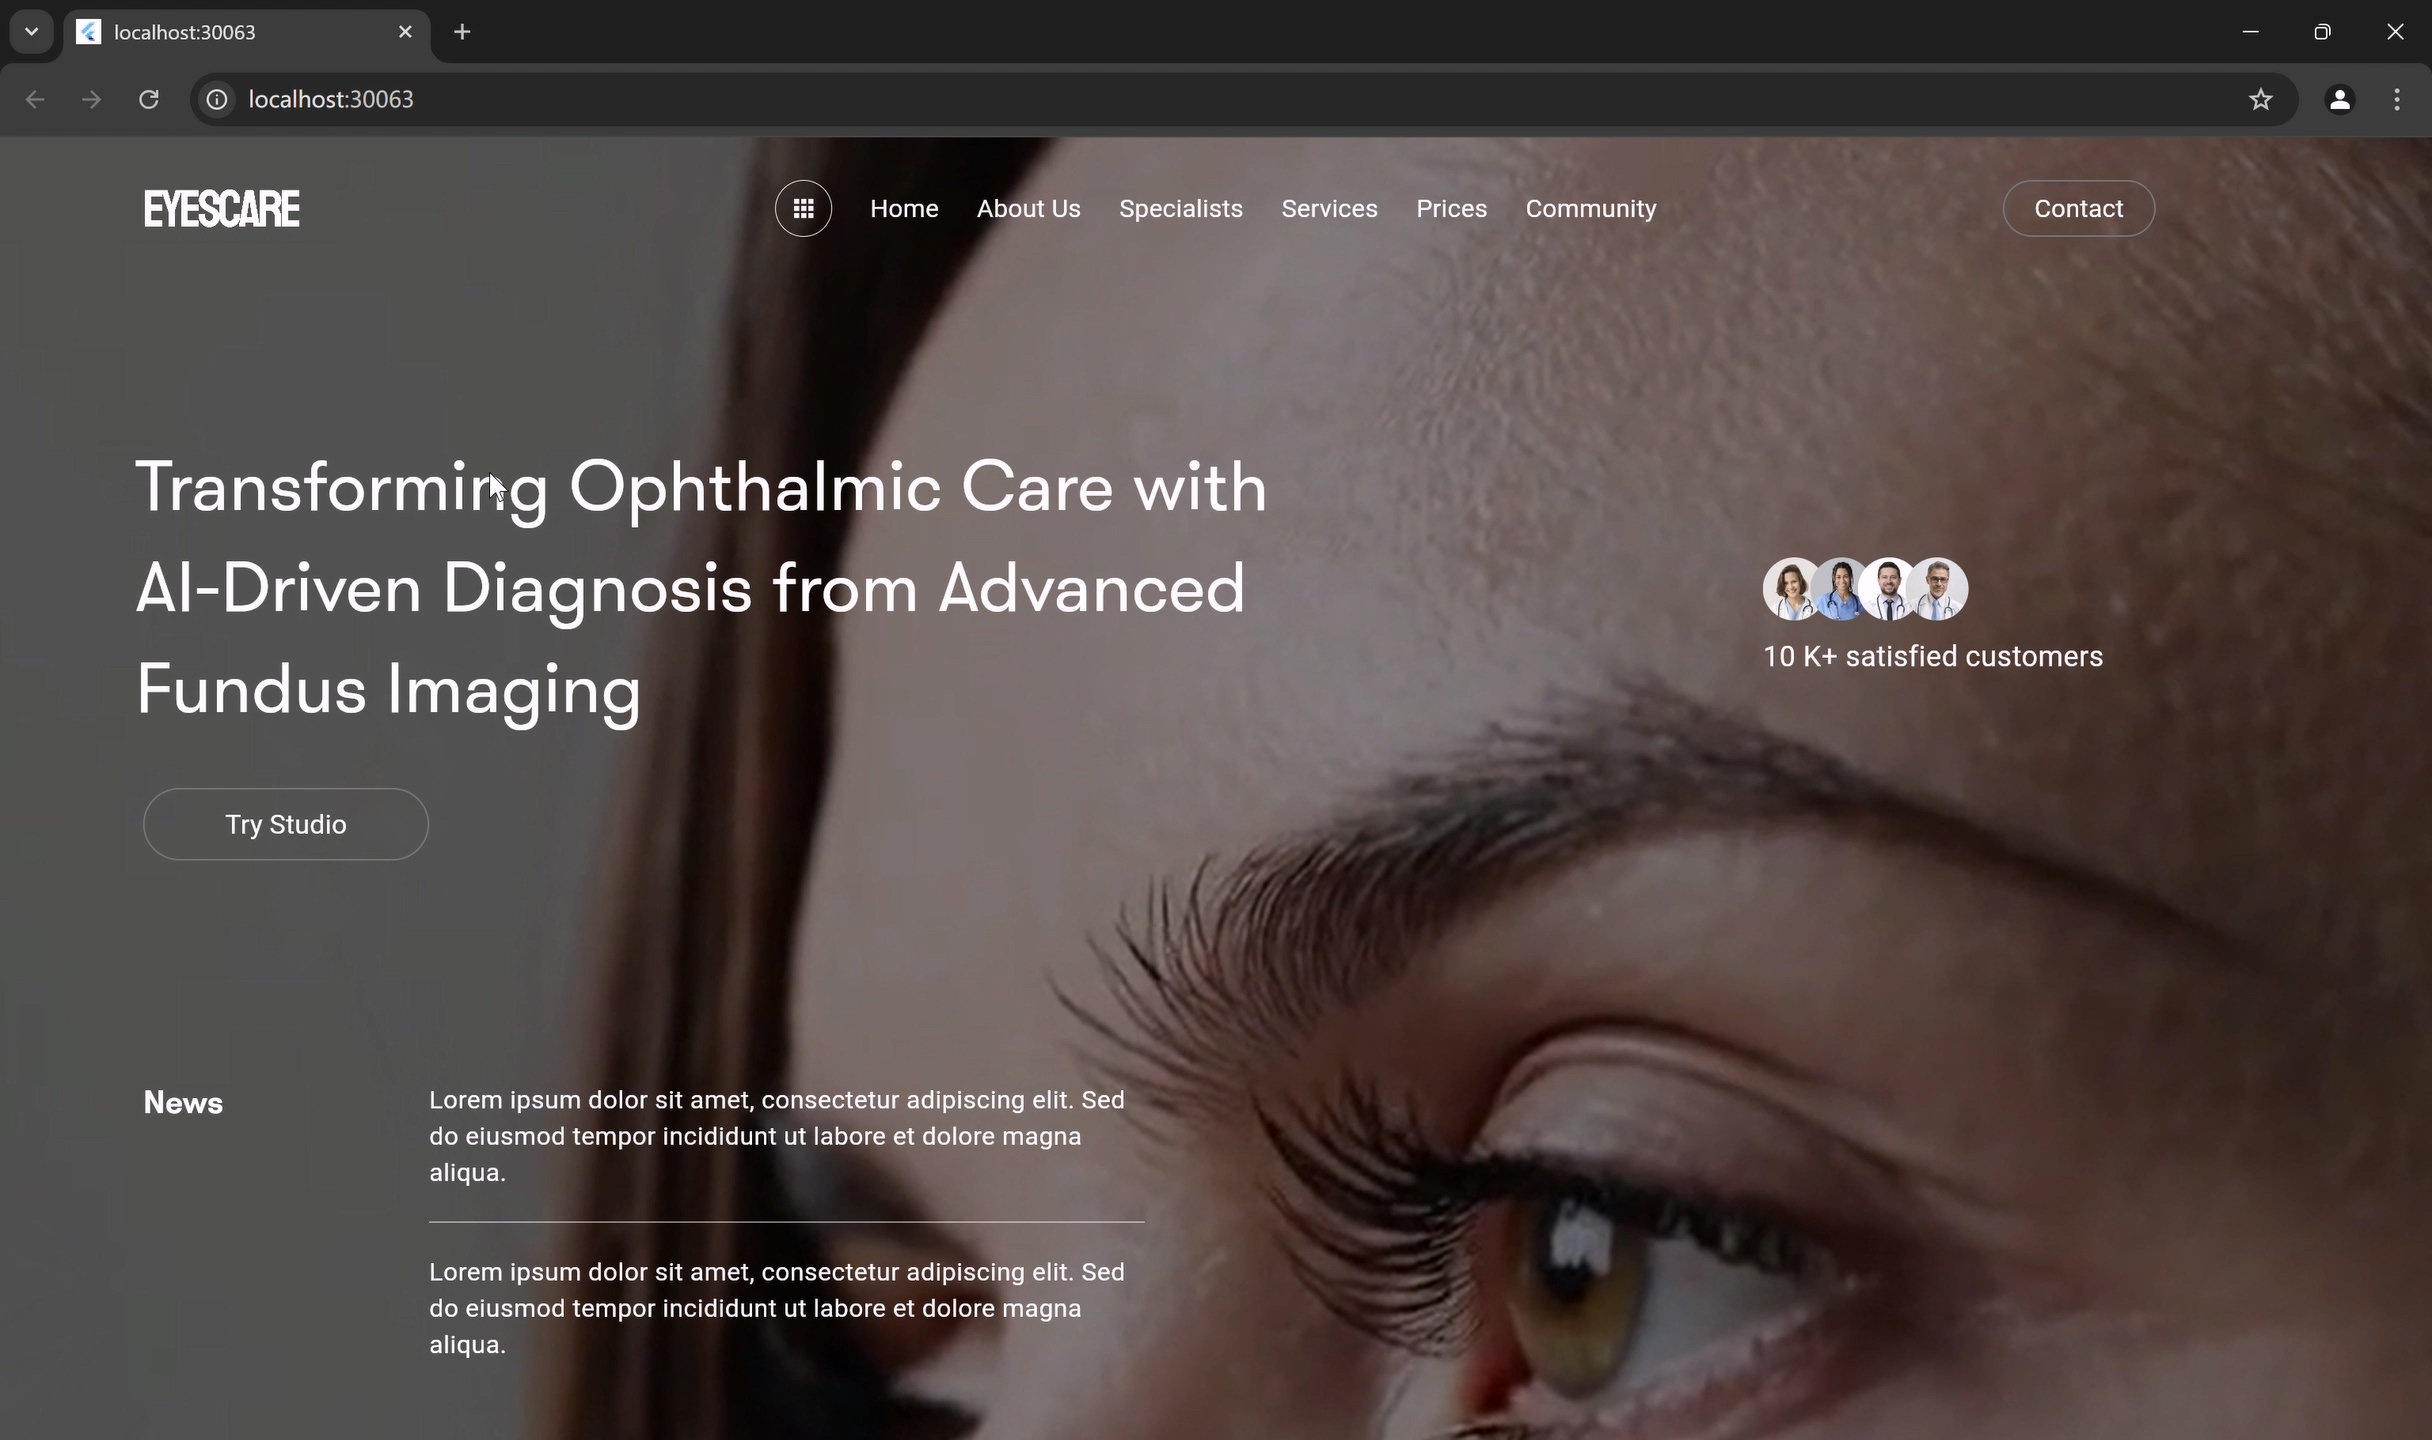 localhost:30063
localhost:30063
EYESCARE
Home About Us Specialists Services Prices Community
Contact
Transforming Ophthalmic Care with
AI-Driven Diagnosis from Advanced
Fundus Imaging
10 K+ satisfied customers
Try Studio
News
Lorem ipsum dolor sit amet, consectetur adipiscing elit. Sed
do eiusmod tempor incididunt ut labore et dolore magna
aliqua.
Lorem ipsum dolor sit amet, consectetur adipiscing elit. Sed
do eiusmod tempor incididunt ut labore et dolore magna
aliqua.